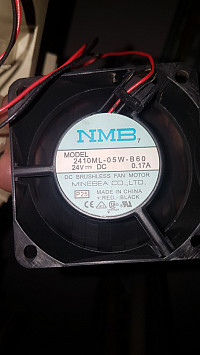 NMB
MODEL
2410ML-05W-B60
24V DC 0.17A
DC BRUSHLESS FAN MOTOR
MINEBEA CO., LTD.
MADE IN CHINA
+:RED -:BLACK